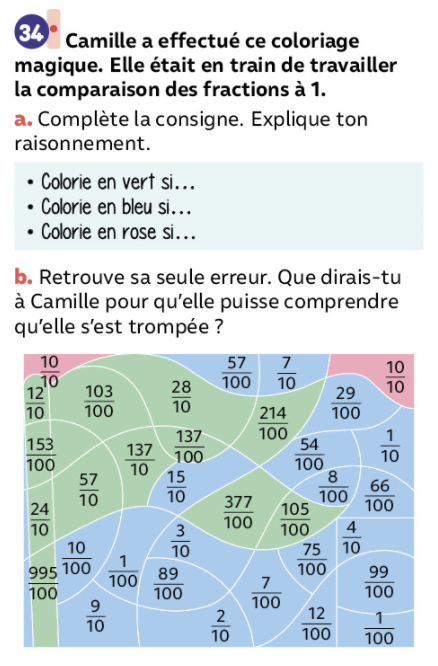 34 Camille a effectué ce coloriage
magique. Elle était en train de travailler
la comparaison des fractions à 1.
a. Complète la consigne. Explique ton
raisonnement.
• Colorie en vert si...
• Colorie en bleu si...
• Colorie en rose si...
b. Retrouve sa seule erreur. Que dirais-tu
à Camille pour qu'elle puisse comprendre
qu'elle s'est trompée ?
10/10 57/100 7/10 10/10
12/10 103/100 28/10 29/100
214/100
153/100 137/10 137/100 54/100 1/10
57/10 15/10 8/100 66/100
24/10 377/100 105/100
3/10 4/10
10/100 1/100 75/100
995/100 89/100 7/100 99/100
9/10 2/10 12/100 1/100